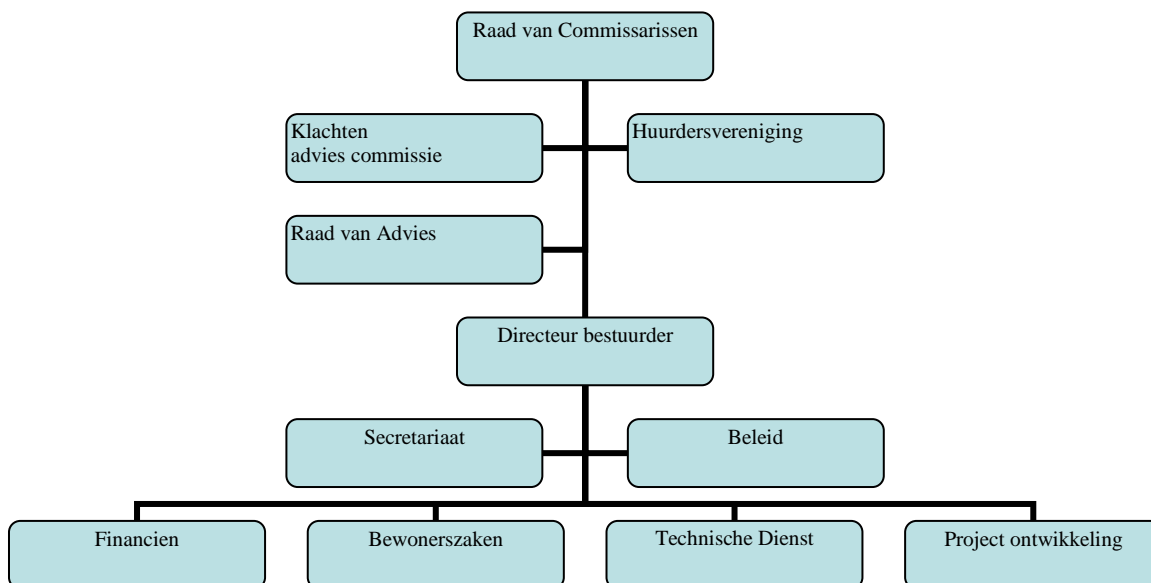 Raad van Commissarissen
Klachten
advies commissie
Huurdersvereniging
Raad van Advies
Directeur bestuurder
Secretariaat
Beleid
Financien
Bewonerszaken
Technische Dienst
Project ontwikkeling